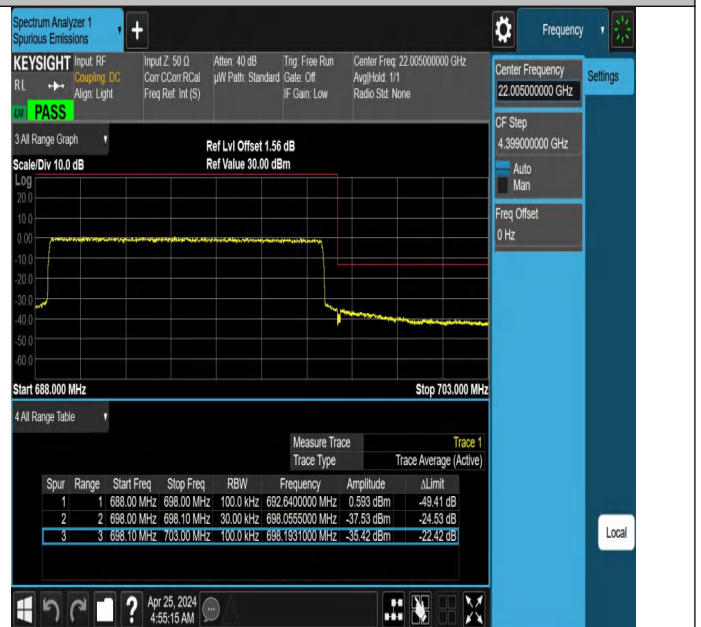 Spectrum Analyzer 1
Spurious Emissions
Frequency
KEYSIGHT Input: RF Input Z: 50 Ω Atten: 40 dB Trig: Free Run Center Freq: 22.005000000 GHz
RL Coupling: DC Corr CCorr RCal µW Path: Standard Gate: Off Avg|Hold: 1/1
Align: Light Freq Ref: Int (S) IF Gain: Low Radio Std: None
PASS
Center Frequency
22.005000000 GHz
Settings
CF Step
4.399000000 GHz
Auto
Man
Freq Offset
0 Hz
3 All Range Graph
Ref Lvl Offset 1.56 dB
Scale/Div 10.0 dB Ref Value 30.00 dBm
Log
20.0
10.0
0.00
-10.0
-20.0
-30.0
-40.0
-50.0
-60.0
Start 688.000 MHz Stop 703.000 MHz
4 All Range Table
Measure Trace Trace 1
Trace Type Trace Average (Active)
Spur Range Start Freq Stop Freq RBW Frequency Amplitude ΔLimit
1 1 688.00 MHz 698.00 MHz 100.0 kHz 692.6400000 MHz 0.593 dBm -49.41 dB
2 2 698.00 MHz 698.10 MHz 30.00 kHz 698.0555000 MHz -37.53 dBm -24.53 dB
3 3 698.10 MHz 703.00 MHz 100.0 kHz 698.1931000 MHz -35.42 dBm -22.42 dB
Local
? Apr 25, 2024
4:55:15 AM